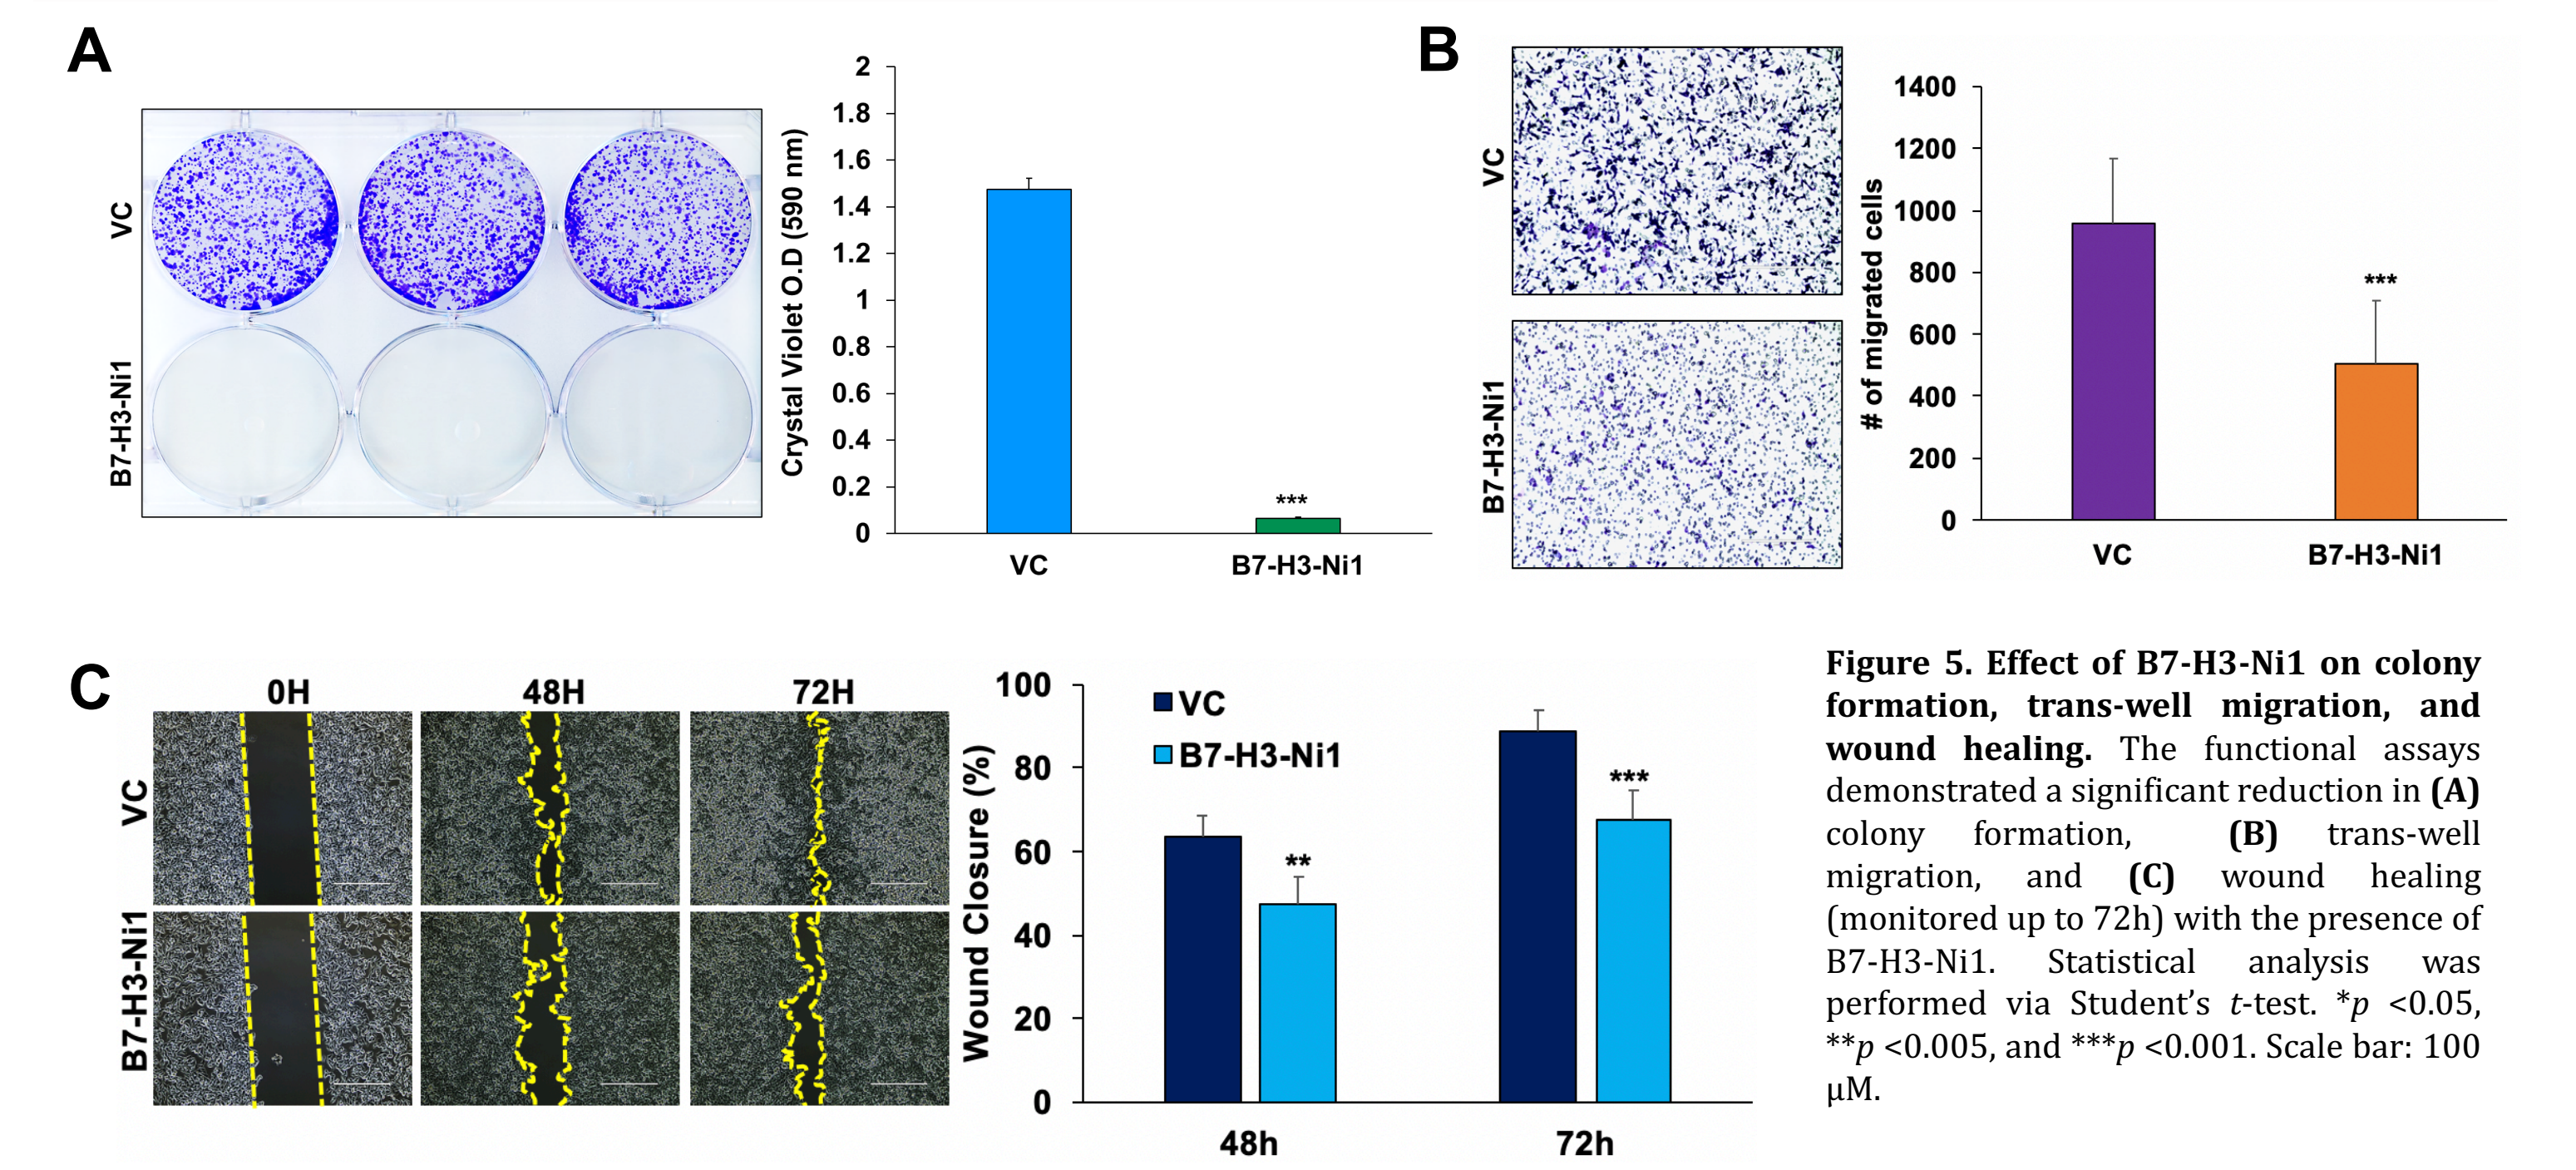 A
VC
B7-H3-Ni1
Crystal Violet O.D (590 nm)
2
1.8
1.6
1.4
1.2
1
0.8
0.6
0.4
0.2
0
***
VC
B7-H3-Ni1
B
VC
B7-H3-Ni1
# of migrated cells
1400
1200
1000
800
600
400
200
0
***
VC
B7-H3-Ni1
C
0H
48H
72H
VC
B7-H3-Ni1
Wound Closure (%)
100
80
60
40
20
0
VC
B7-H3-Ni1
**
***
48h
72h
Figure 5. Effect of B7-H3-Ni1 on colony
formation, trans-well migration, and
wound healing. The functional assays
demonstrated a significant reduction in (A)
colony formation, (B) trans-well
migration, and (C) wound healing
(monitored up to 72h) with the presence of
B7-H3-Ni1. Statistical analysis was
performed via Student’s t-test. *p <0.05,
**p <0.005, and ***p <0.001. Scale bar: 100
μM.